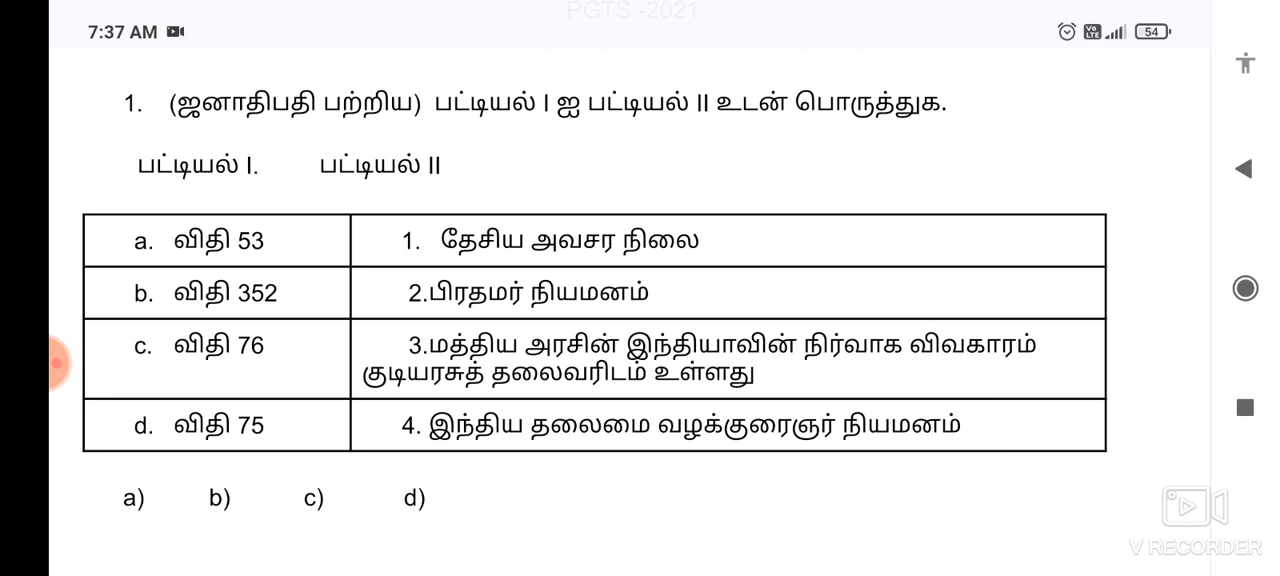 PGTS -2021
7:37 AM
54
1. (ஜனாதிபதி பற்றிய) பட்டியல் I ஐ பட்டியல் II உடன் பொருத்துக.
பட்டியல் I. பட்டியல் II
a. விதி 53 1. தேசிய அவசர நிலை
b. விதி 352 2.பிரதமர் நியமனம்
c. விதி 76 3.மத்திய அரசின் இந்தியாவின் நிர்வாக விவகாரம்
குடியரசுத் தலைவரிடம் உள்ளது
d. விதி 75 4. இந்திய தலைமை வழக்குரைஞர் நியமனம்
a) b) c) d)
V RECORDER